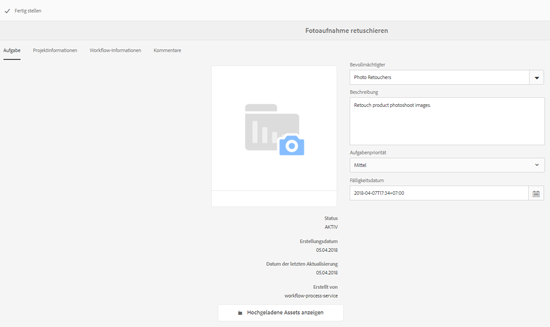 Fertig stellen
Fotoaufnahme retuschieren
Aufgabe Projektinformationen Workflow-Informationen Kommentare
Bevollmächtigter
Photo Retouchers
Beschreibung
Retouch product photoshoot images.
Aufgabenpriorität
Mittel
Fälligkeitsdatum
2018-04-07T17:34+07:00
Status
AKTIV
Erstellungsdatum
05.04.2018
Datum der letzten Aktualisierung
05.04.2018
Erstellt von
workflow-process-service
Hochgeladene Assets anzeigen